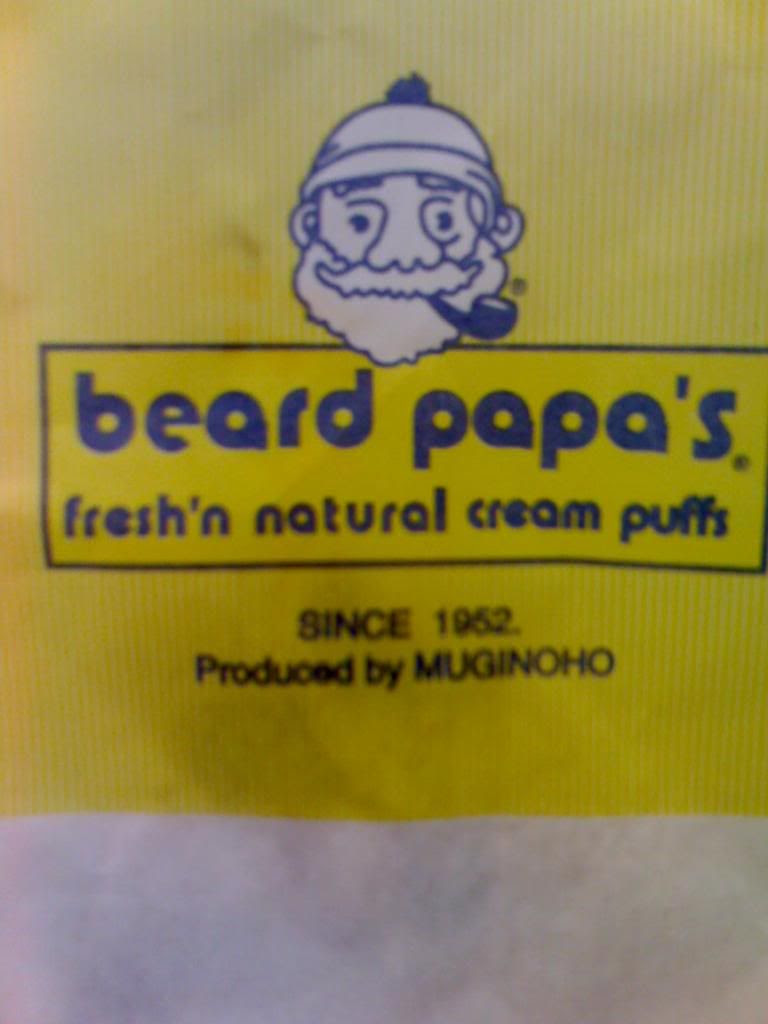 ®
beard papa's®
fresh'n natural cream puffs
SINCE 1952.
Produced by MUGINOHO